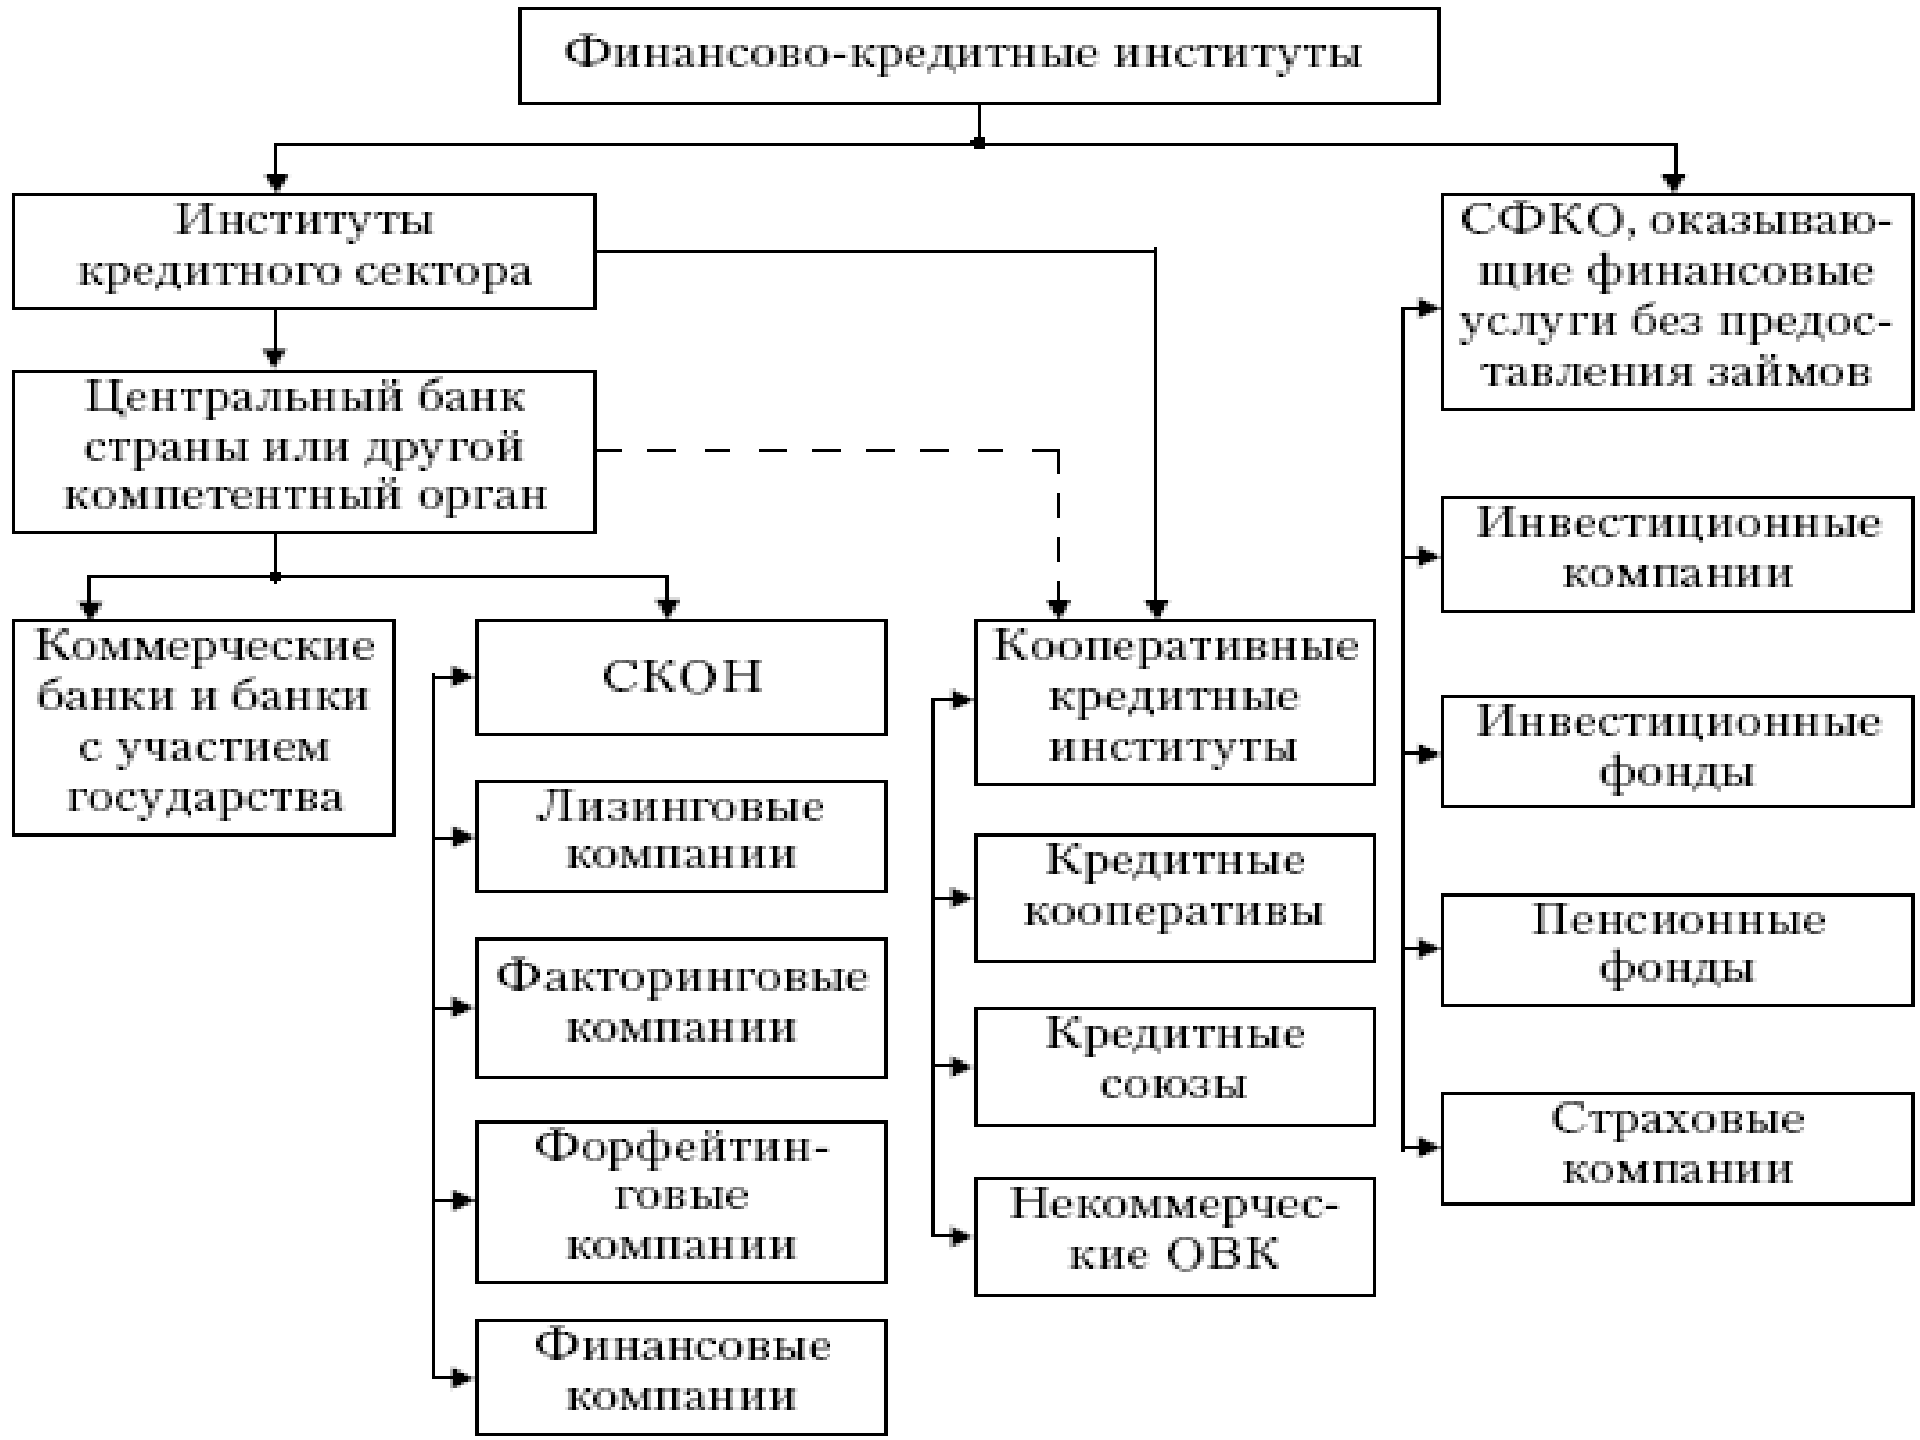 Финансово-кредитные институты
Институты
кредитного сектора
Центральный банк
страны или другой
компетентный орган
Коммерческие
банки и банки
с участием
государства
СКОН
Лизинговые
компании
Факторинговые
компании
Форфейтин-
говые
компании
Финансовые
компании
Кооперативные
кредитные
институты
Кредитные
кооперативы
Кредитные
союзы
Некоммерчес-
кие ОВК
СФКО, оказываю-
щие финансовые
услуги без предос-
тавления займов
Инвестиционные
компании
Инвестиционные
фонды
Пенсионные
фонды
Страховые
компании